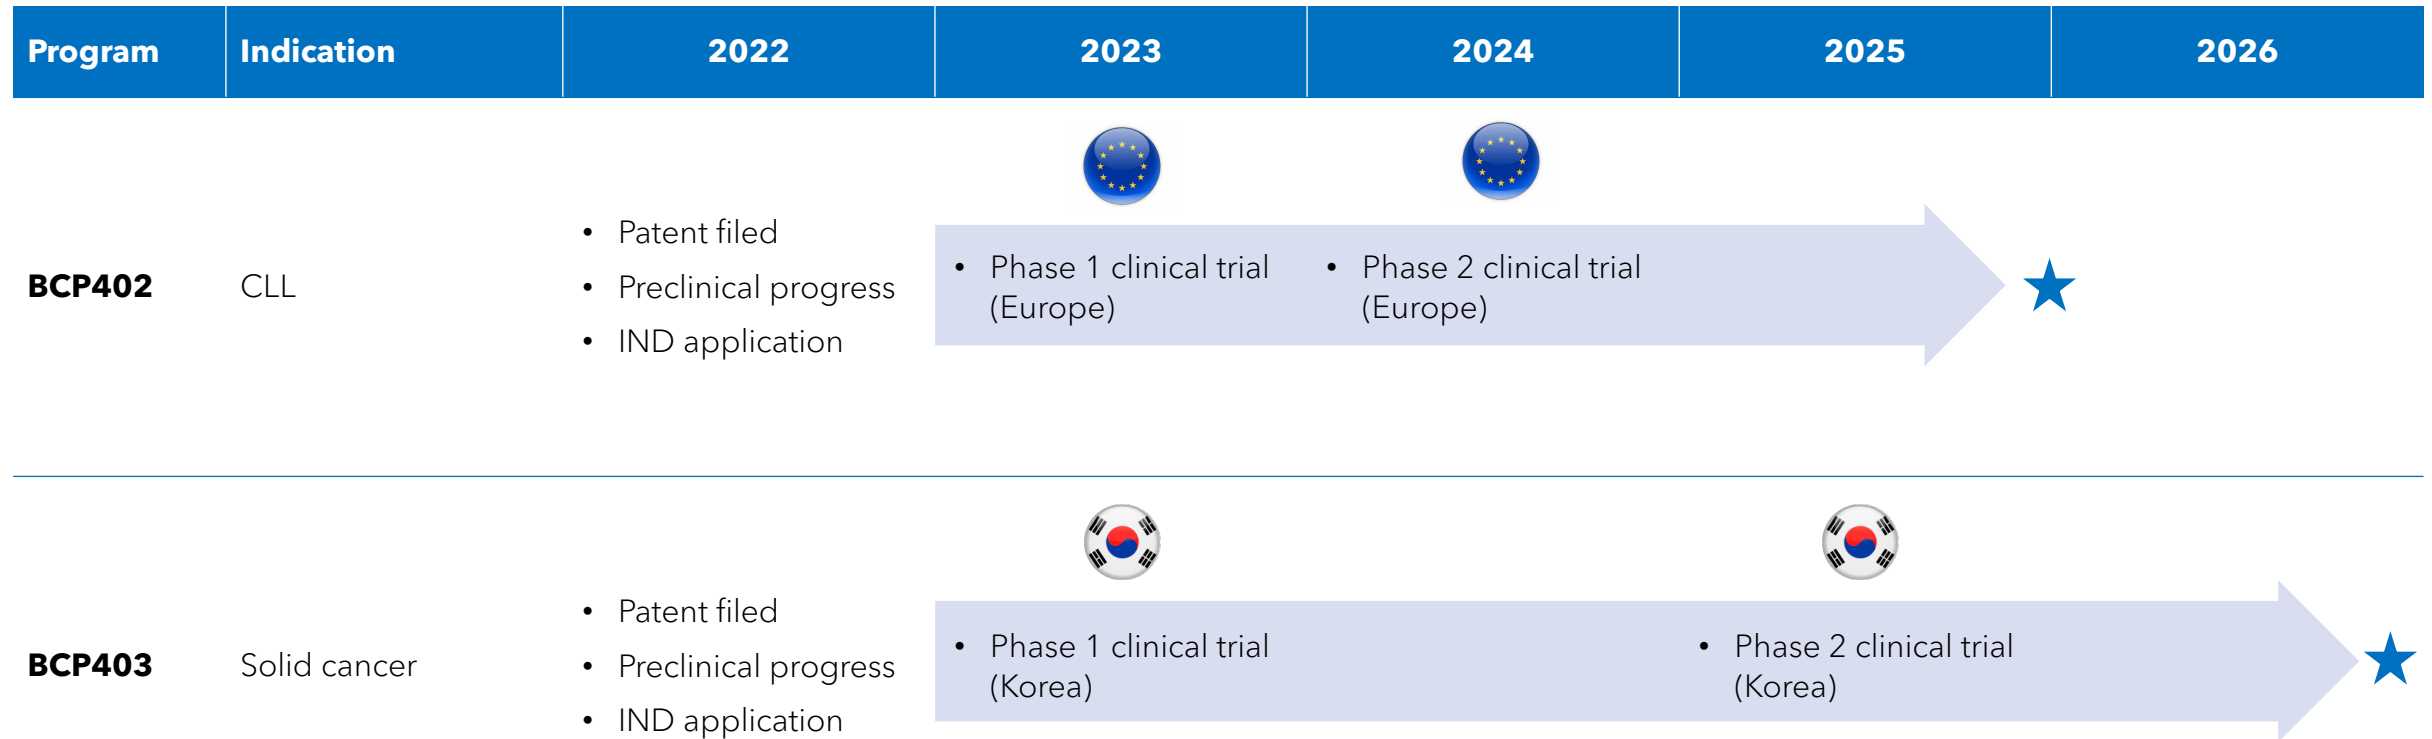 Program Indication 2022 2023 2024 2025 2026
BCP402 CLL
• Patent filed
• Preclinical progress
• IND application
• Phase 1 clinical trial
(Europe)
• Phase 2 clinical trial
(Europe)
BCP403 Solid cancer
• Patent filed
• Preclinical progress
• IND application
• Phase 1 clinical trial
(Korea)
• Phase 2 clinical trial
(Korea)